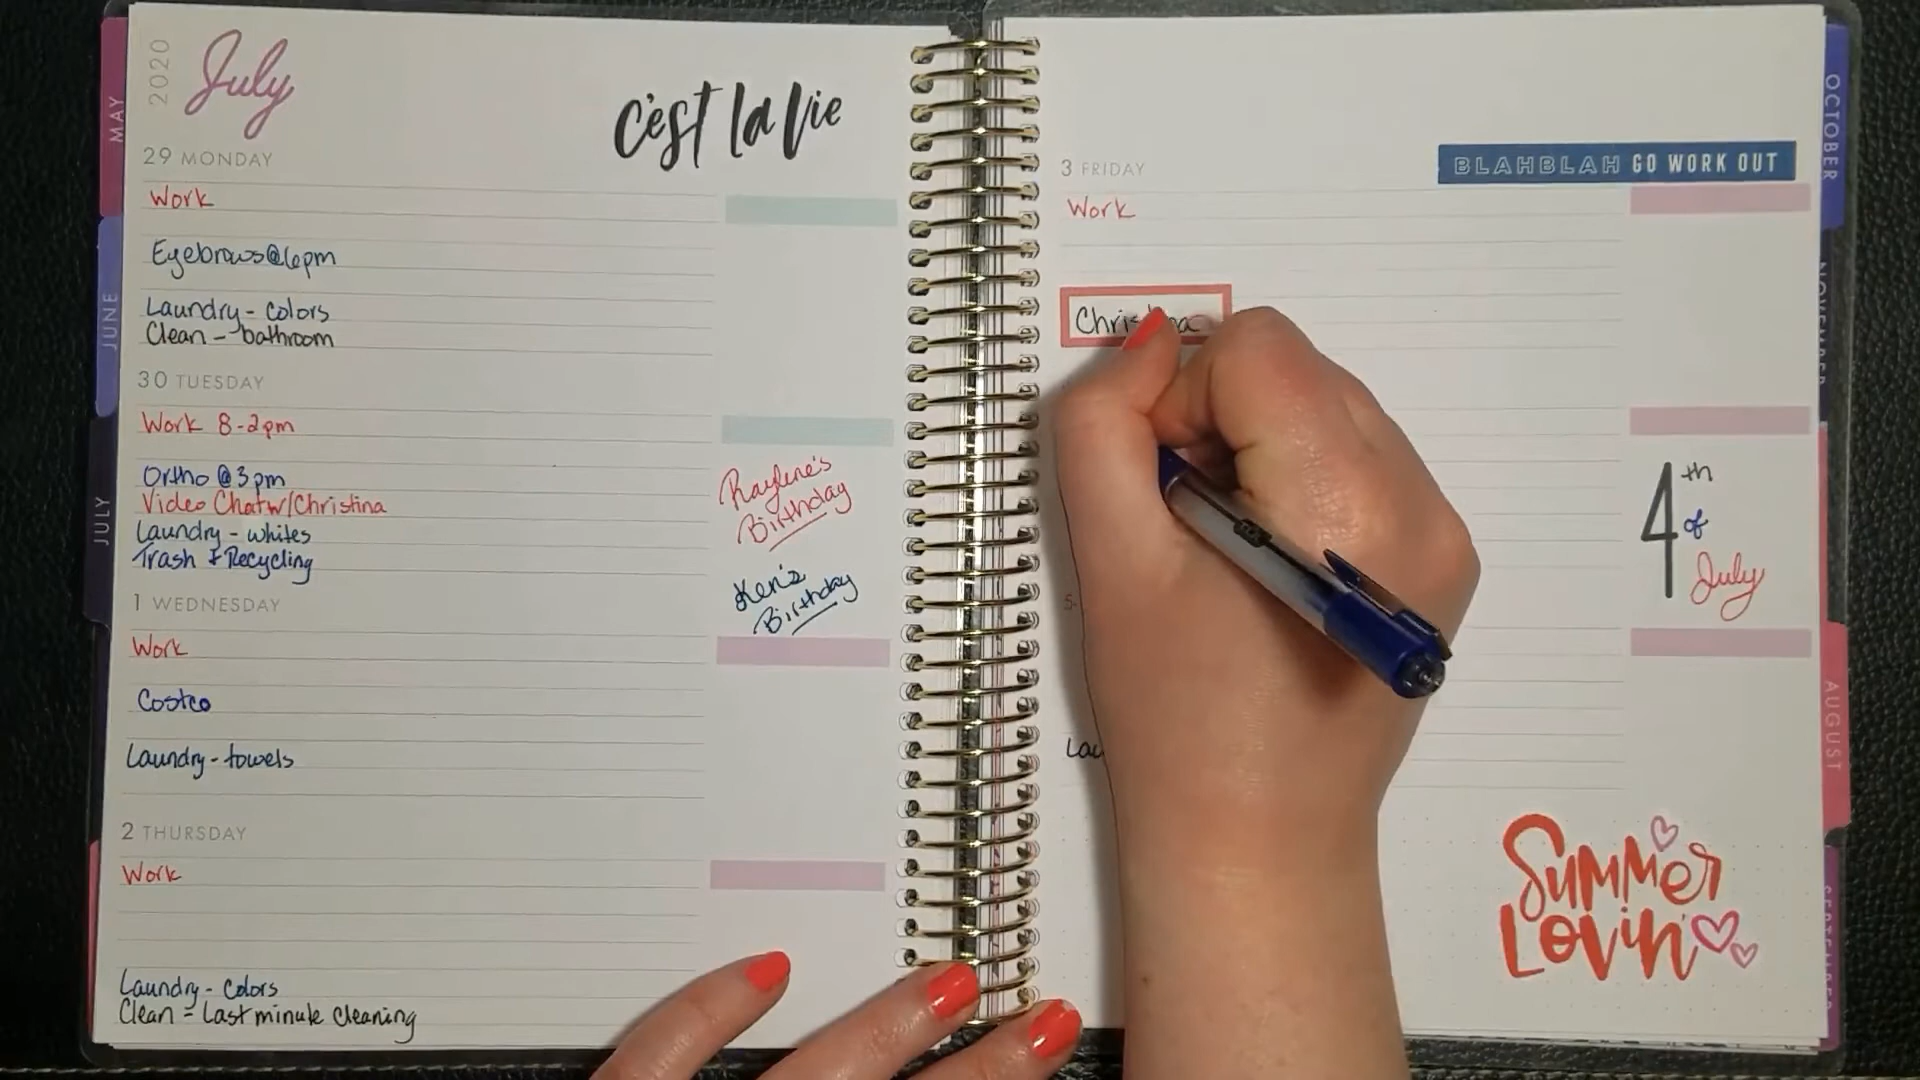 2020
July
c'est la vie
29 MONDAY
Work
Eyebrows@6pm
Laundry - colors
Clean - bathroom
30 TUESDAY
Work 8-2pm
Ortho @ 3pm
Video Chat w/Christina
Laundry - whites
Trash & Recycling
Raylene's
Birthday
Ken's
Birthday
1 WEDNESDAY
Work
Costco
Laundry - towels
2 THURSDAY
Work
Laundry - colors
Clean = Last minute cleaning
MAY
JUNE
JULY
BLAHBLAH GO WORK OUT
3 FRIDAY
Work
4th
of
July
Summer
Lovin'
OCTOBER
NOVEMBER
AUGUST
SEPTEMBER